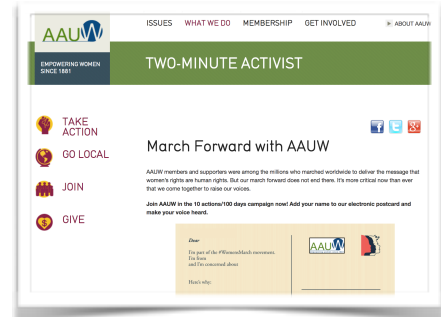 AAUW
EMPOWERING WOMEN
SINCE 1881
ISSUES WHAT WE DO MEMBERSHIP GET INVOLVED ABOUT AAUW
TWO-MINUTE ACTIVIST
TAKE
ACTION
GO LOCAL
JOIN
GIVE
March Forward with AAUW
AAUW members and supporters were among the millions who marched worldwide to deliver the message that
women's rights are human rights. But our march forward does not end there. It's more critical now than ever
that we come together to raise our voices.
Join AAUW in the 10 actions/100 days campaign now! Add your name to our electronic postcard and
make your voice heard.
Dear
I'm part of the #WomensMarch movement.
I'm from
and I'm concerned about
Here's why:
AAUW